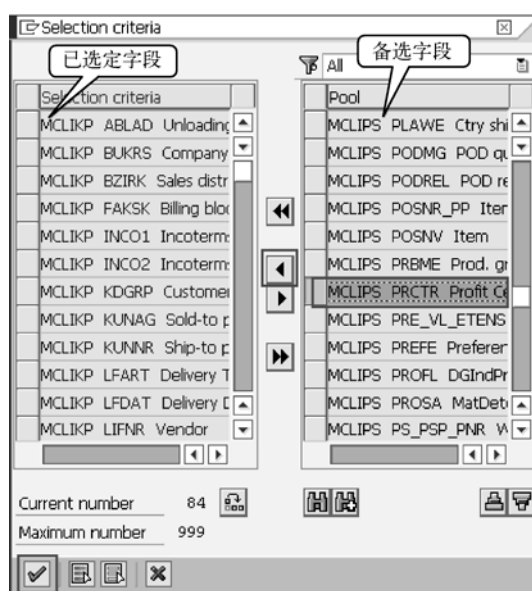 Selection criteria
已选定字段
备选字段
All
Selection criteria
MCLIKP ABLAD Unloading
MCLIKP BUKRS Company
MCLIKP BZIRK Sales distr
MCLIKP FAKSK Billing bloc
MCLIKP INCO1 Incoterms
MCLIKP INCO2 Incoterms
MCLIKP KDGRP Customer
MCLIKP KUNAG Sold-to p
MCLIKP KUNNR Ship-to p
MCLIKP LFART Delivery T
MCLIKP LFDAT Delivery D
MCLIKP LIFNR Vendor
Pool
MCLIPS PLAWE Ctry shi
MCLIPS PODMG POD qu
MCLIPS PODREL POD re
MCLIPS POSNR_PP Iter
MCLIPS POSNV Item
MCLIPS PRBME Prod. gr
MCLIPS PRCTR Profit Ce
MCLIPS PRE_VL_ETENS
MCLIPS PREFE Preferer
MCLIPS PROFL DGIndPr
MCLIPS PROSA MatDete
MCLIPS PS_PSP_PNR W
Current number 84
Maximum number 999